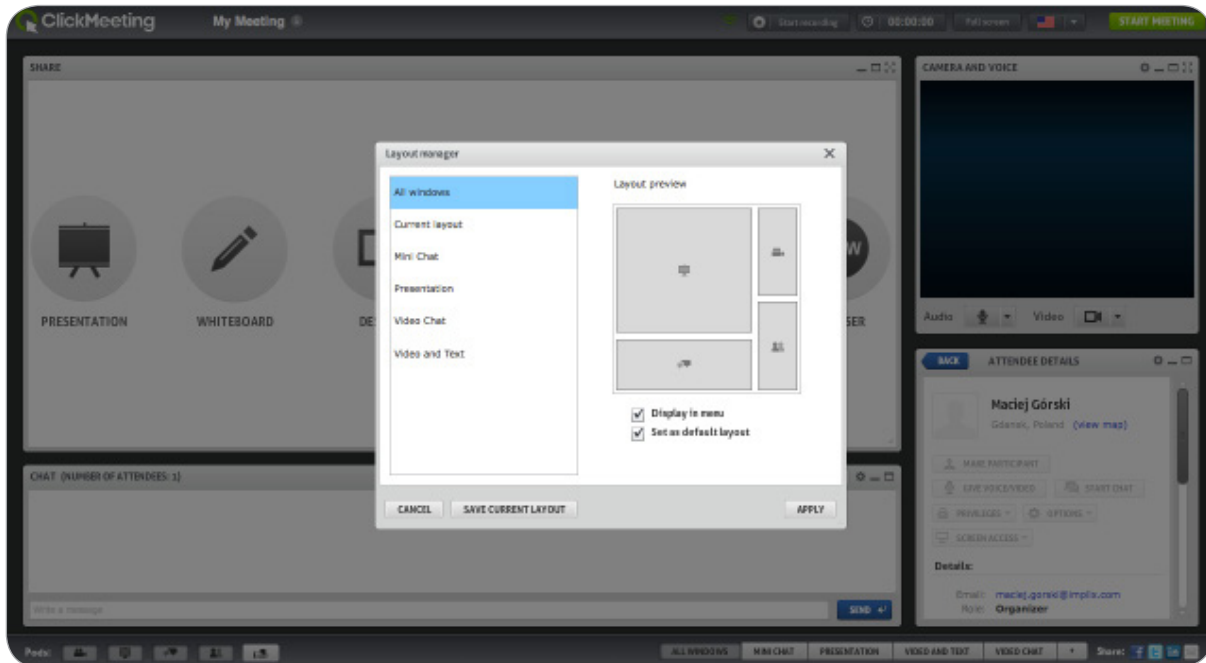 ClickMeeting
My Meeting
Start recording
00:00:00
Full screen
START MEETING
SHARE
CAMERA AND VOICE
PRESENTATION
WHITEBOARD
DE
W
SER
Layout manager
All windows
Current layout
Mini Chat
Presentation
Video Chat
Video and Text
Layout preview
Display in menu
Set as default layout
CANCEL
SAVE CURRENT LAYOUT
APPLY
Audio
Video
BACK
ATTENDEE DETAILS
Maciej Górski
Gdansk, Poland (view map)
MAKE PARTICIPANT
GIVE VOICE/VIDEO
START CHAT
PRIVILEGES
OPTIONS
SCREEN ACCESS
Details:
Email: maciej.gorski@implix.com
Role: Organizer
CHAT (NUMBER OF ATTENDEES: 1)
Write a message
SEND
Pods:
ALL WINDOWS
MINI CHAT
PRESENTATION
VIDEO AND TEXT
VIDEO CHAT
Share: